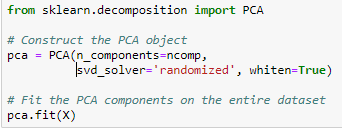 from sklearn.decomposition import PCA
# Construct the PCA object
pca = PCA(n_components=ncomp,
svd_solver='randomized', whiten=True)
# Fit the PCA components on the entire dataset
pca.fit(X)